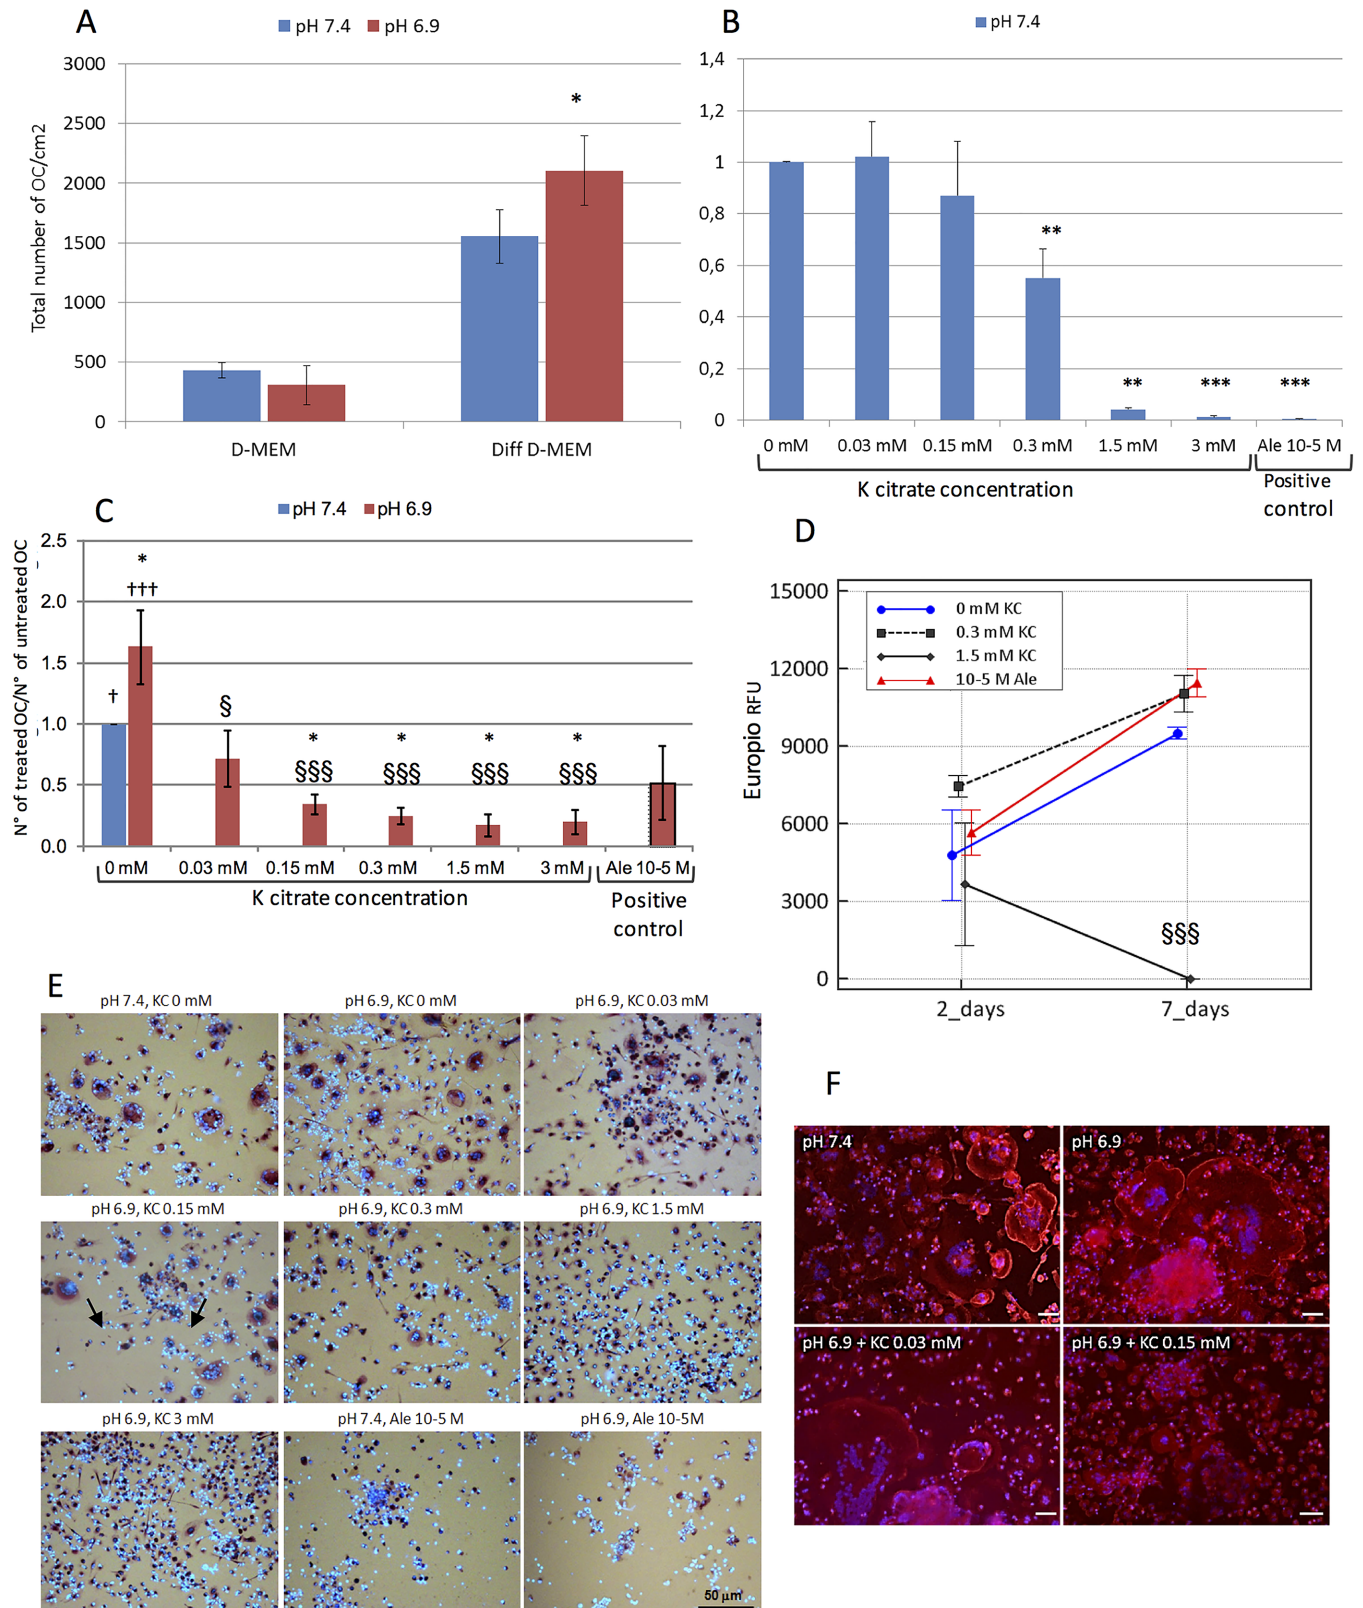 A
pH 7.4 pH 6.9
Total number of OC/cm2
3000
2500
2000
1500
1000
500
0
*
D-MEM Diff D-MEM
B
pH 7.4
1,4
1,2
1
0,8
0,6
0,4
0,2
0
** ** *** ***
0 mM 0.03 mM 0.15 mM 0.3 mM 1.5 mM 3 mM Ale 10-5 M
K citrate concentration
Positive
control
C
pH 7.4 pH 6.9
N° of treated OC/N° of untreated OC
2.5
2.0
1.5
1.0
0.5
0.0
* * * * *
† ††† § §§§ §§§ §§§ §§§
0 mM 0.03 mM 0.15 mM 0.3 mM 1.5 mM 3 mM Ale 10-5 M
K citrate concentration
Positive
control
D
Europio RFU
15000
12000
9000
6000
3000
0
0 mM KC
0.3 mM KC
1.5 mM KC
10-5 M Ale
§§§
2_days 7_days
E
pH 7.4, KC 0 mM pH 6.9, KC 0 mM pH 6.9, KC 0.03 mM
pH 6.9, KC 0.15 mM pH 6.9, KC 0.3 mM pH 6.9, KC 1.5 mM
pH 6.9, KC 3 mM pH 7.4, Ale 10-5 M pH 6.9, Ale 10-5M
50 µm
F
pH 7.4 pH 6.9
pH 6.9 + KC 0.03 mM pH 6.9 + KC 0.15 mM